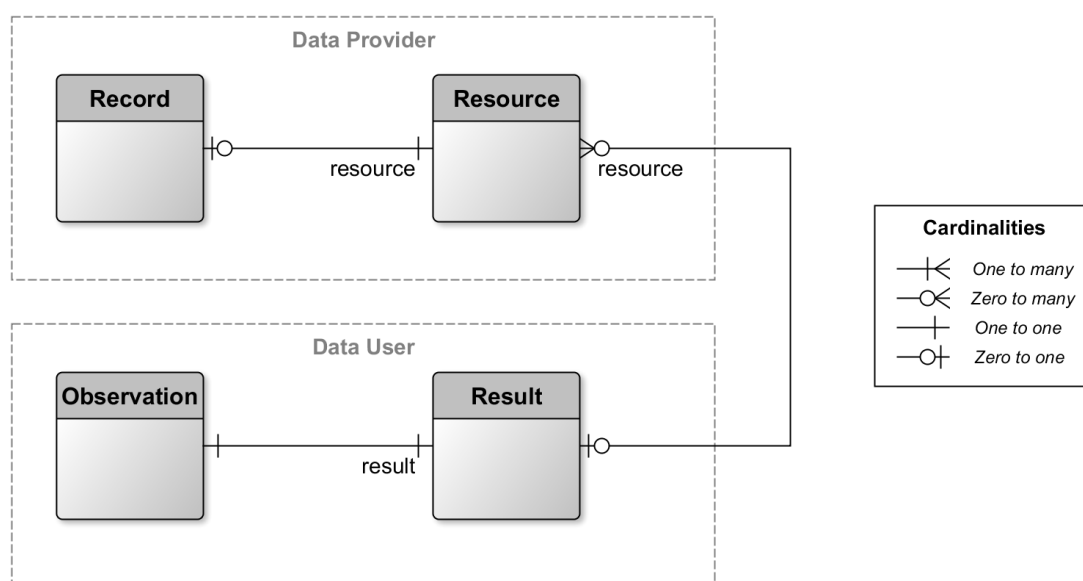 Data Provider
Record
Resource
resource
resource
Data User
Observation
Result
result
Cardinalities
One to many
Zero to many
One to one
Zero to one